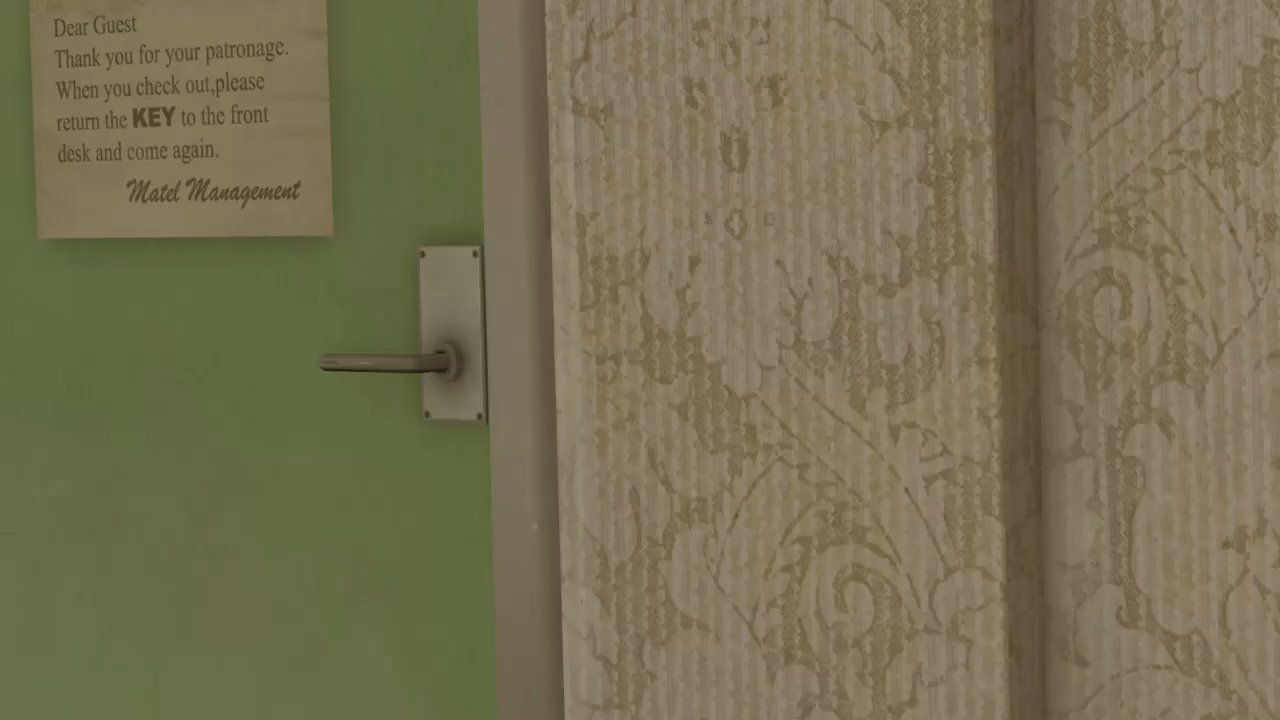 Dear Guest
Thank you for your patronage.
When you check out,please
return the KEY to the front
desk and come again.
Matel Management